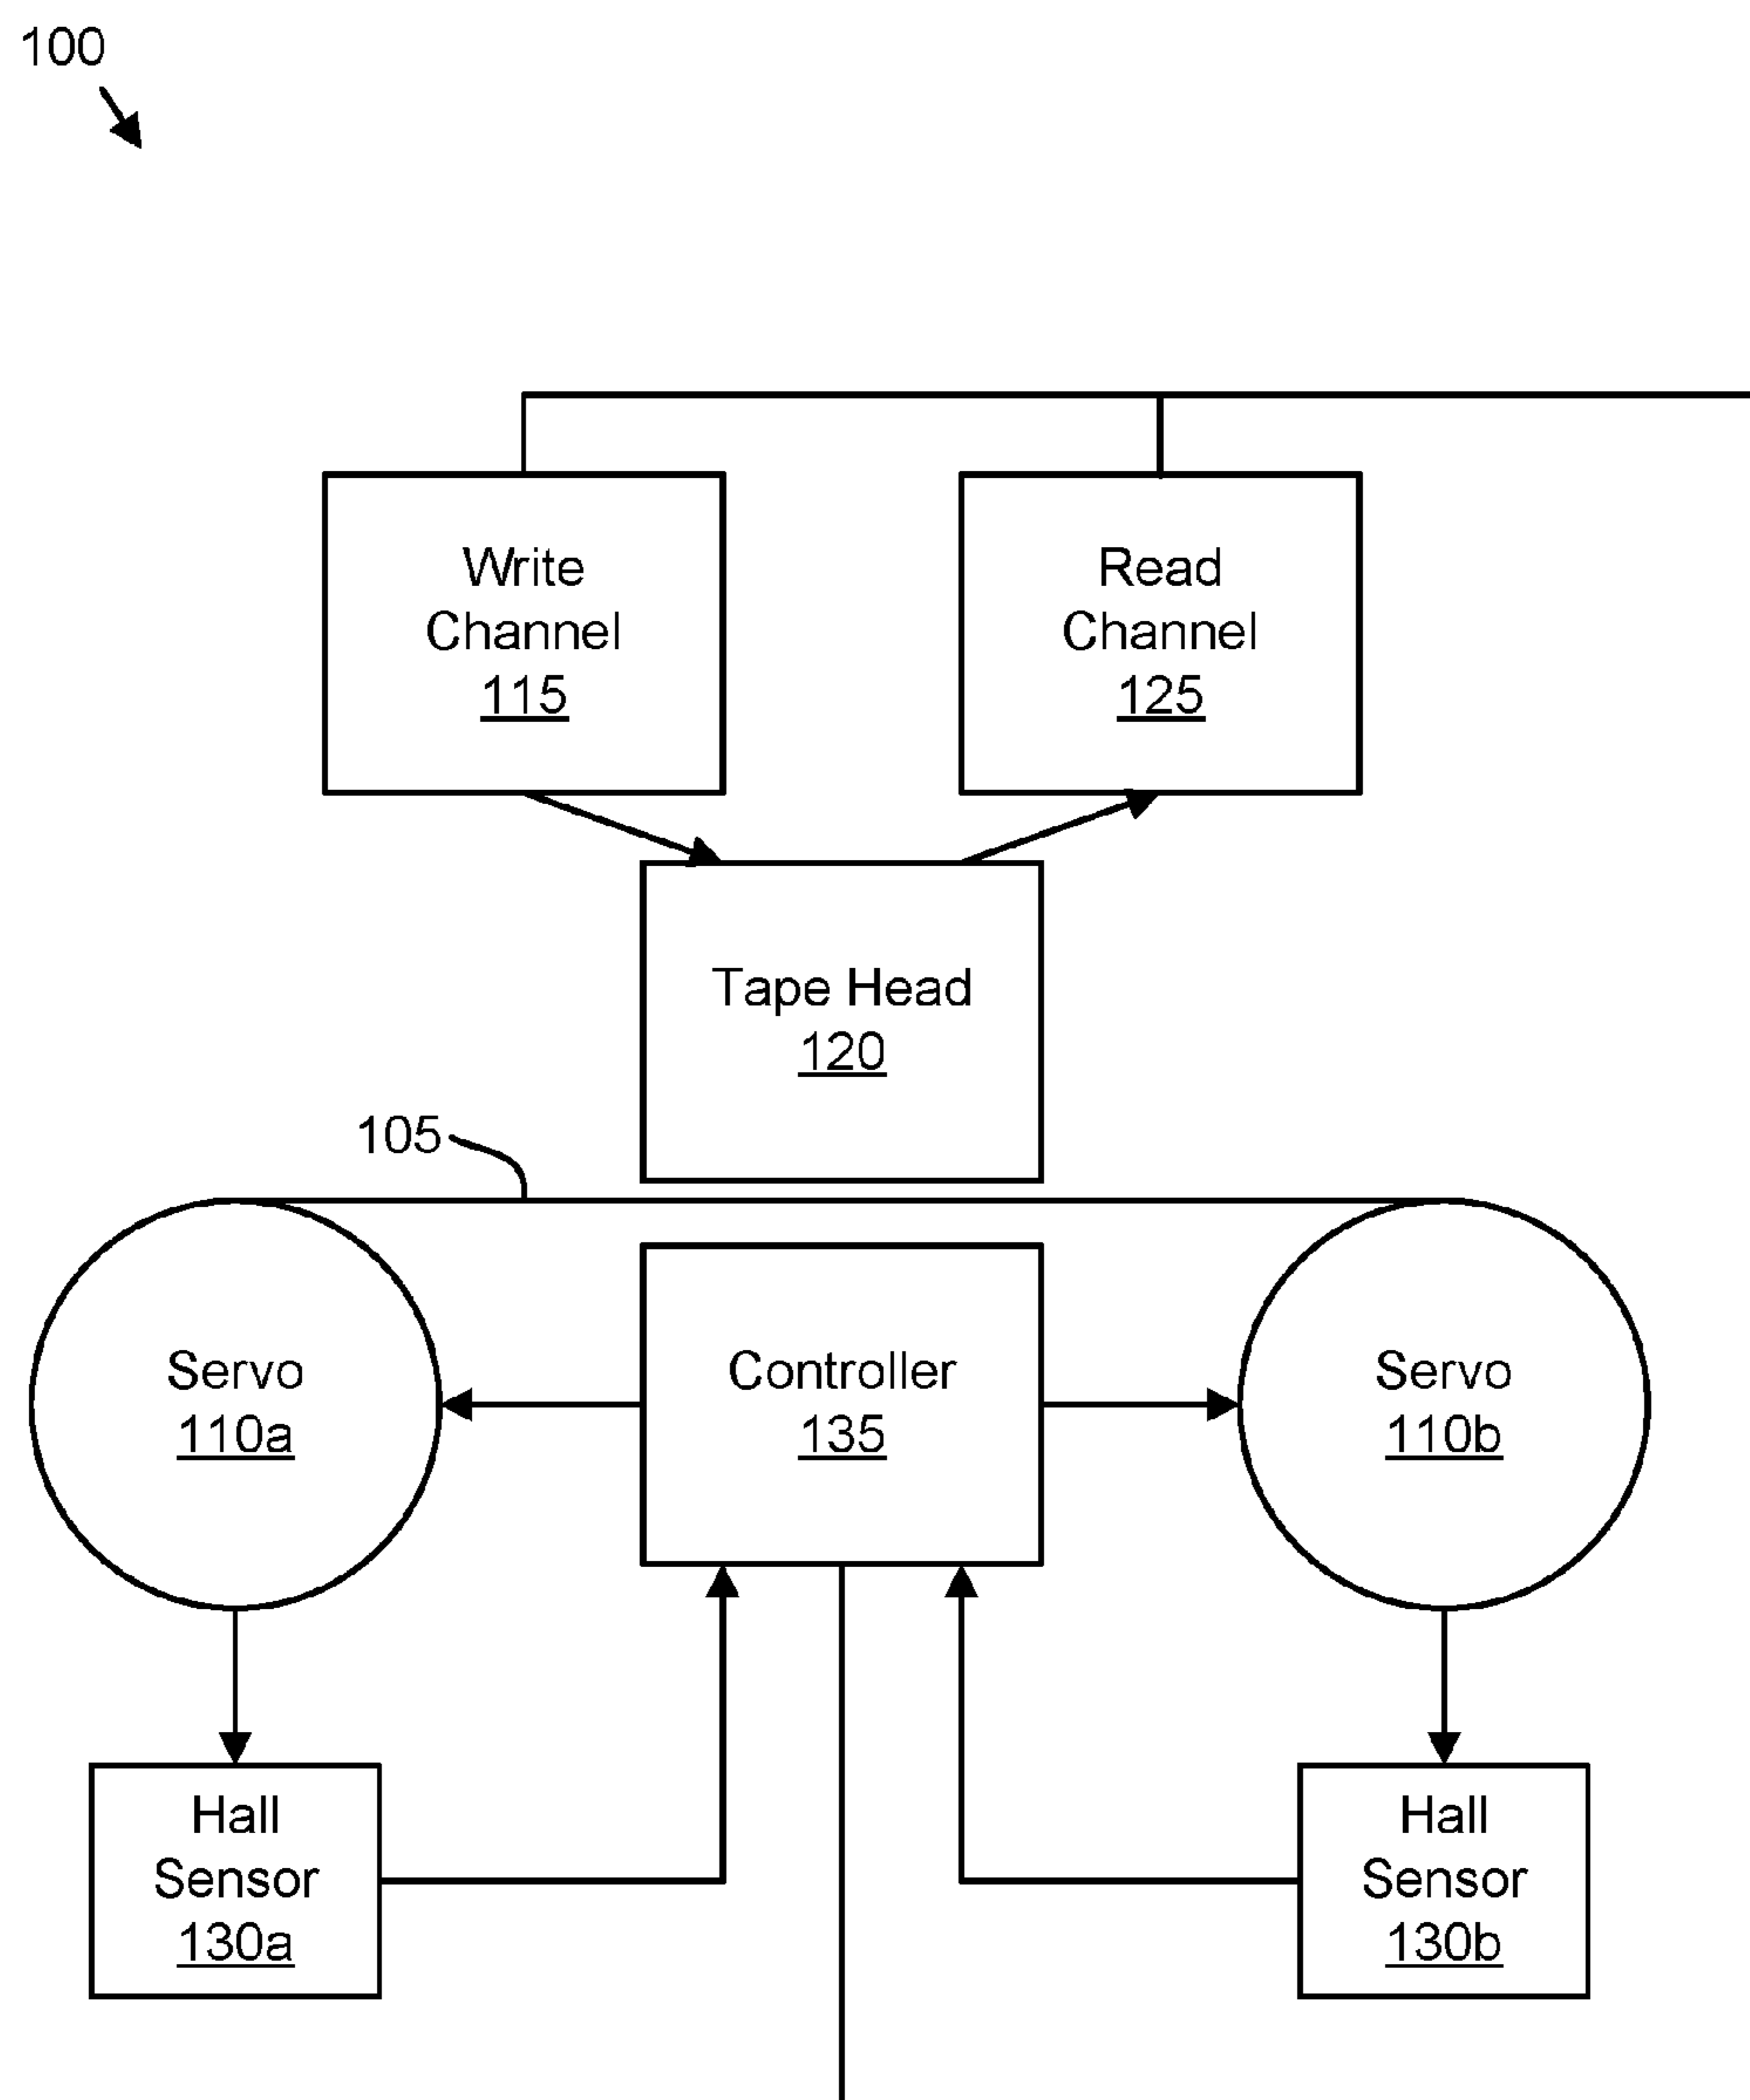 100
Write
Channel
115
Read
Channel
125
Tape Head
120
105
Servo
110a
Controller
135
Servo
110b
Hall
Sensor
130a
Hall
Sensor
130b